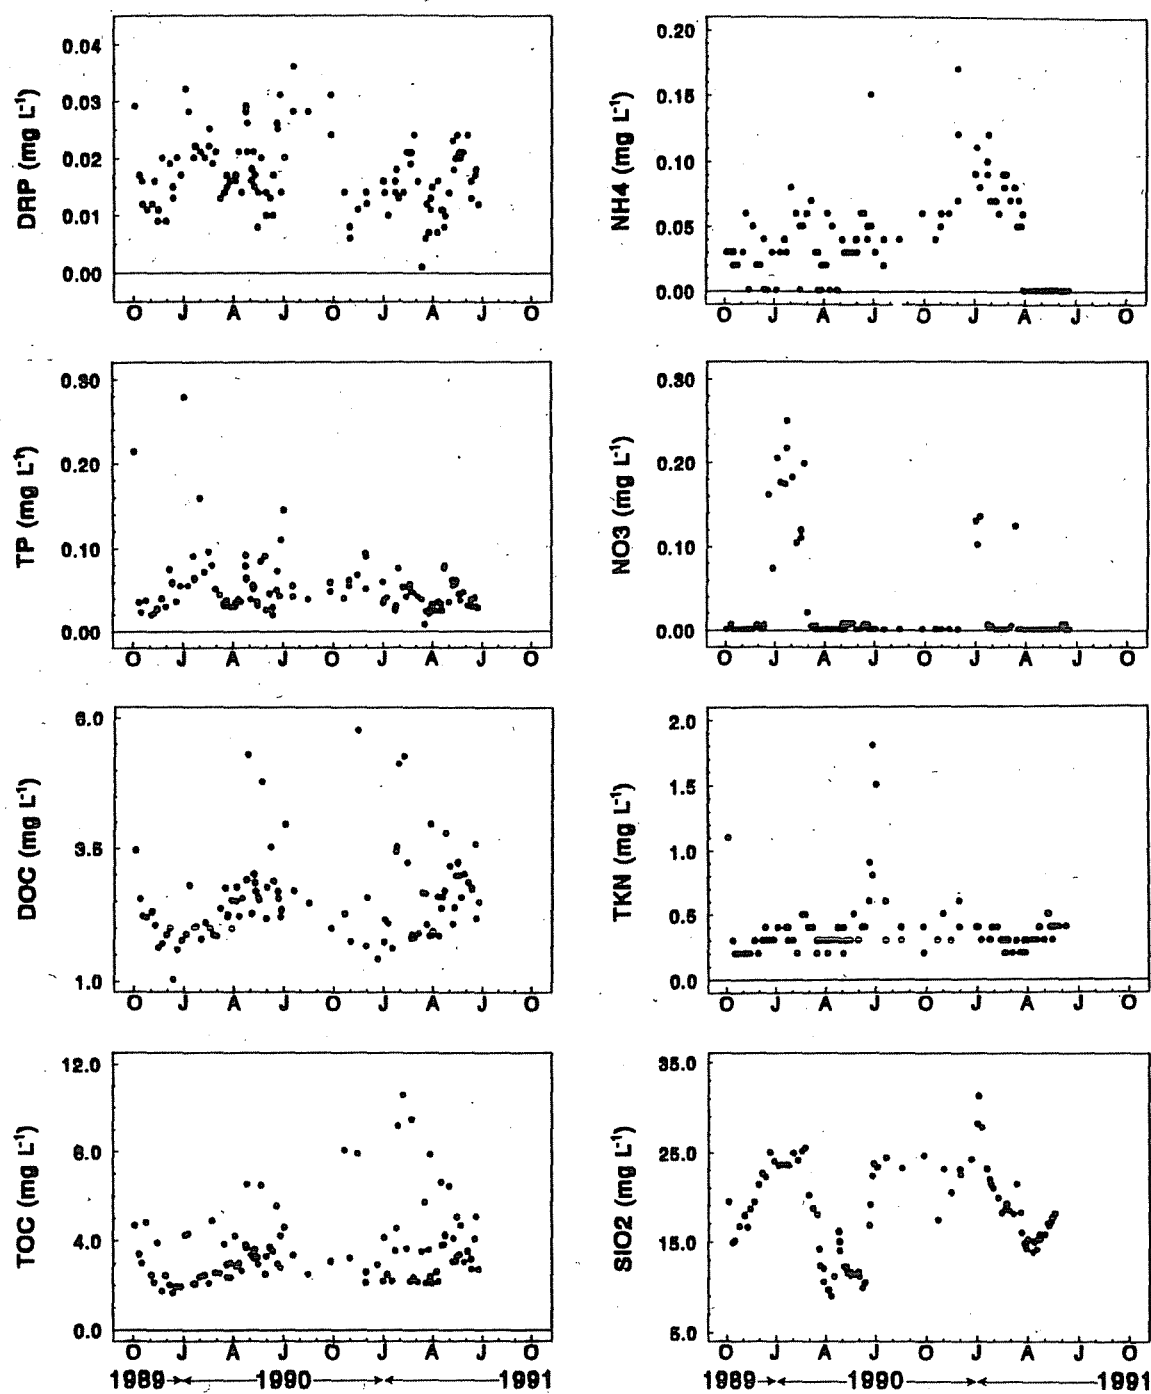 DRP (mg L⁻¹)
0.04
0.03
0.02
0.01
0.00
O J A J O J A J O
NH4 (mg L⁻¹)
0.20
0.15
0.10
0.05
0.00
O J A J O J A J O
TP (mg L⁻¹)
0.30
0.20
0.10
0.00
O J A J O J A J O
NO3 (mg L⁻¹)
0.30
0.20
0.10
0.00
O J A J O J A J O
DOC (mg L⁻¹)
6.0
3.5
1.0
O J A J O J A J O
TKN (mg L⁻¹)
2.0
1.5
1.0
0.5
0.0
O J A J O J A J O
TOC (mg L⁻¹)
12.0
8.0
4.0
0.0
O J A J O J A J O
1989 1990 1991
SIO2 (mg L⁻¹)
35.0
25.0
15.0
5.0
O J A J O J A J O
1989 1990 1991